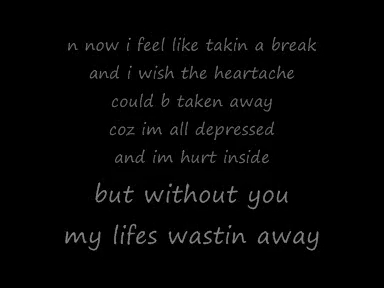 n now i feel like takin a break
and i wish the heartache
could b taken away
coz im all depressed
and im hurt inside
but without you
my lifes wastin away